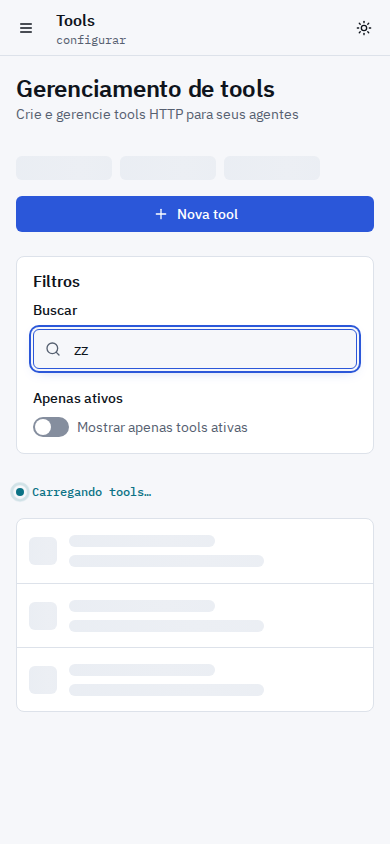 Tools
configurar
Gerenciamento de tools
Crie e gerencie tools HTTP para seus agentes
Nova tool
Filtros
Buscar
zz
Apenas ativos
Mostrar apenas tools ativas
Carregando tools…